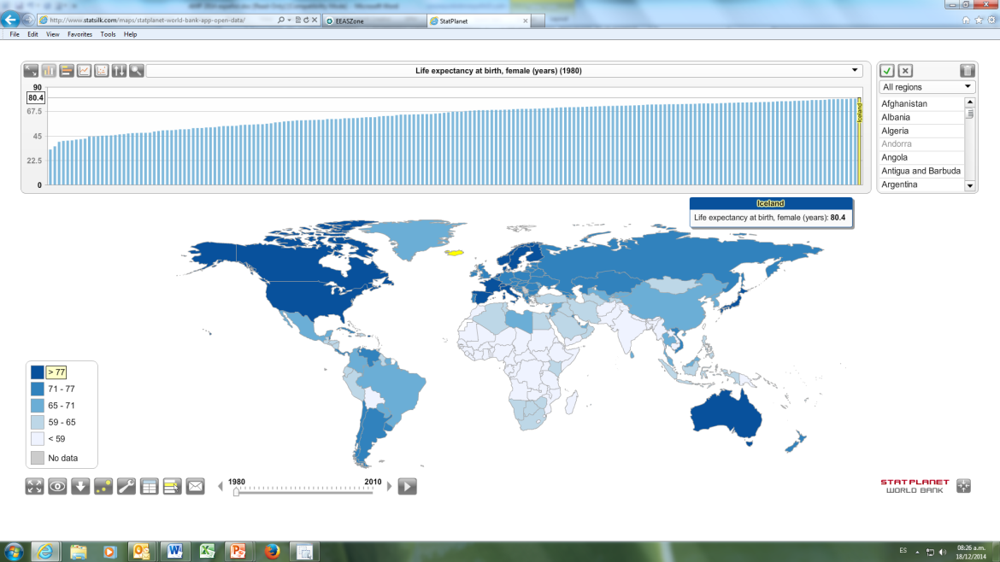 http://www.statsilk.com/maps/statplanet-world-bank-app-open-data/
EEASZone
StatPlanet
File Edit View Favorites Tools Help
Life expectancy at birth, female (years) (1980)
90
80.4
67.5
45
22.5
0
Iceland
All regions
Afghanistan
Albania
Algeria
Andorra
Angola
Antigua and Barbuda
Argentina
Iceland
Life expectancy at birth, female (years): 80.4
> 77
71 - 77
65 - 71
59 - 65
< 59
No data
1980 2010
STATPLANET
WORLD BANK
ES
08:26 a.m.
18/12/2014